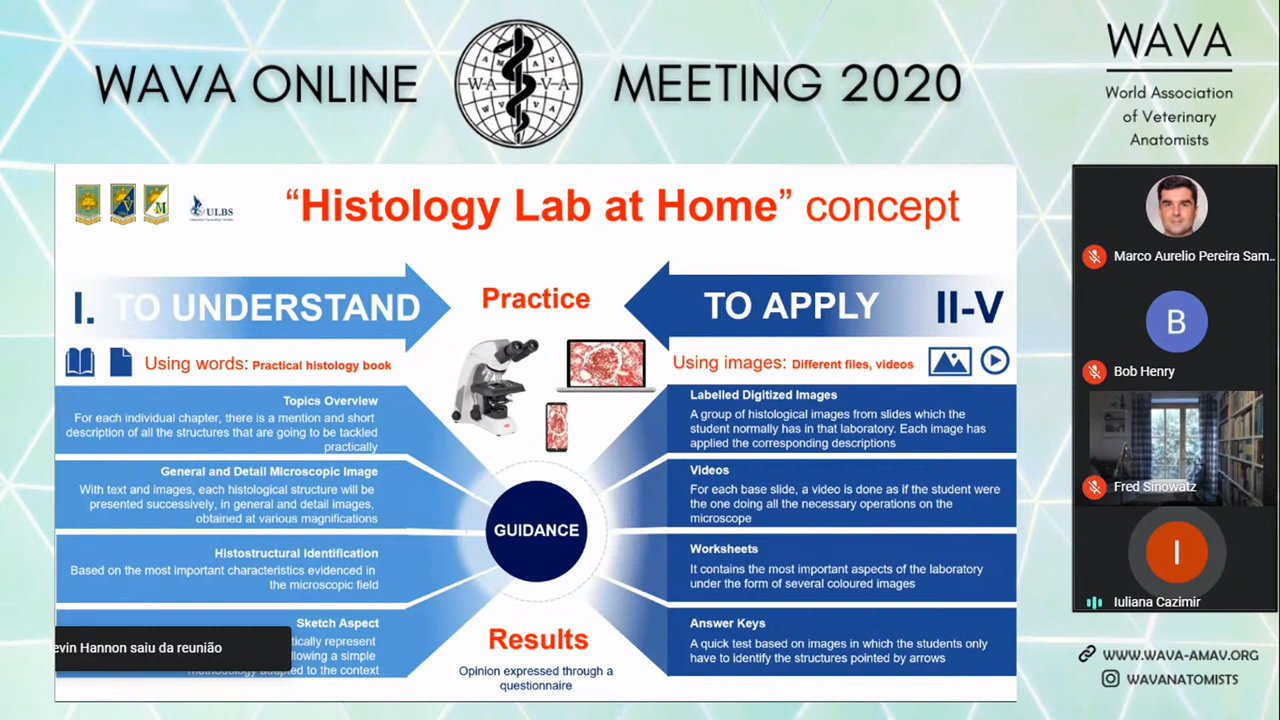 WAVA ONLINE
MEETING 2020
AMAV
WAVA
WAVA
World Association
of Veterinary
Anatomists
V
M
ULBS
“Histology Lab at Home” concept
I. TO UNDERSTAND
Practice
TO APPLY II-V
Using words: Practical histology book
Using images: Different files, videos
Topics Overview
For each individual chapter, there is a mention and short
description of all the structures that are going to be tackled
practically
General and Detail Microscopic Image
With text and images, each histological structure will be
presented successively, in general and detail images,
obtained at various magnifications
Histostructural Identification
Based on the most important characteristics evidenced in
the microscopic field
Sketch Aspect
tically represent
llowing a simple
methodology adapted to the context
GUIDANCE
Results
Opinion expressed through a
questionnaire
Labelled Digitized Images
A group of histological images from slides which the
student normally has in that laboratory. Each image has
applied the corresponding descriptions
Videos
For each base slide, a video is done as if the student were
the one doing all the necessary operations on the
microscope
Worksheets
It contains the most important aspects of the laboratory
under the form of several coloured images
Answer Keys
A quick test based on images in which the students only
have to identify the structures pointed by arrows
evin Hannon saiu da reunião
Marco Aurelio Pereira Sam..
B
Bob Henry
Fred Sinowatz
I
Iuliana Cazimir
WWW.WAVA-AMAV.ORG
WAVANATOMISTS